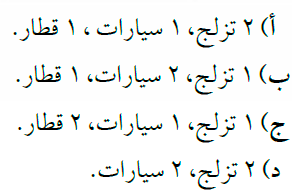 أ) ٢ تزلج، ١ سيارات ، ١ قطار.
ب) ١ تزلج، ٢ سيارات، ١ قطار.
ج) ١ تزلج، ١ سيارات، ٢ قطار.
د) ٢ تزلج، ٢ سيارات.